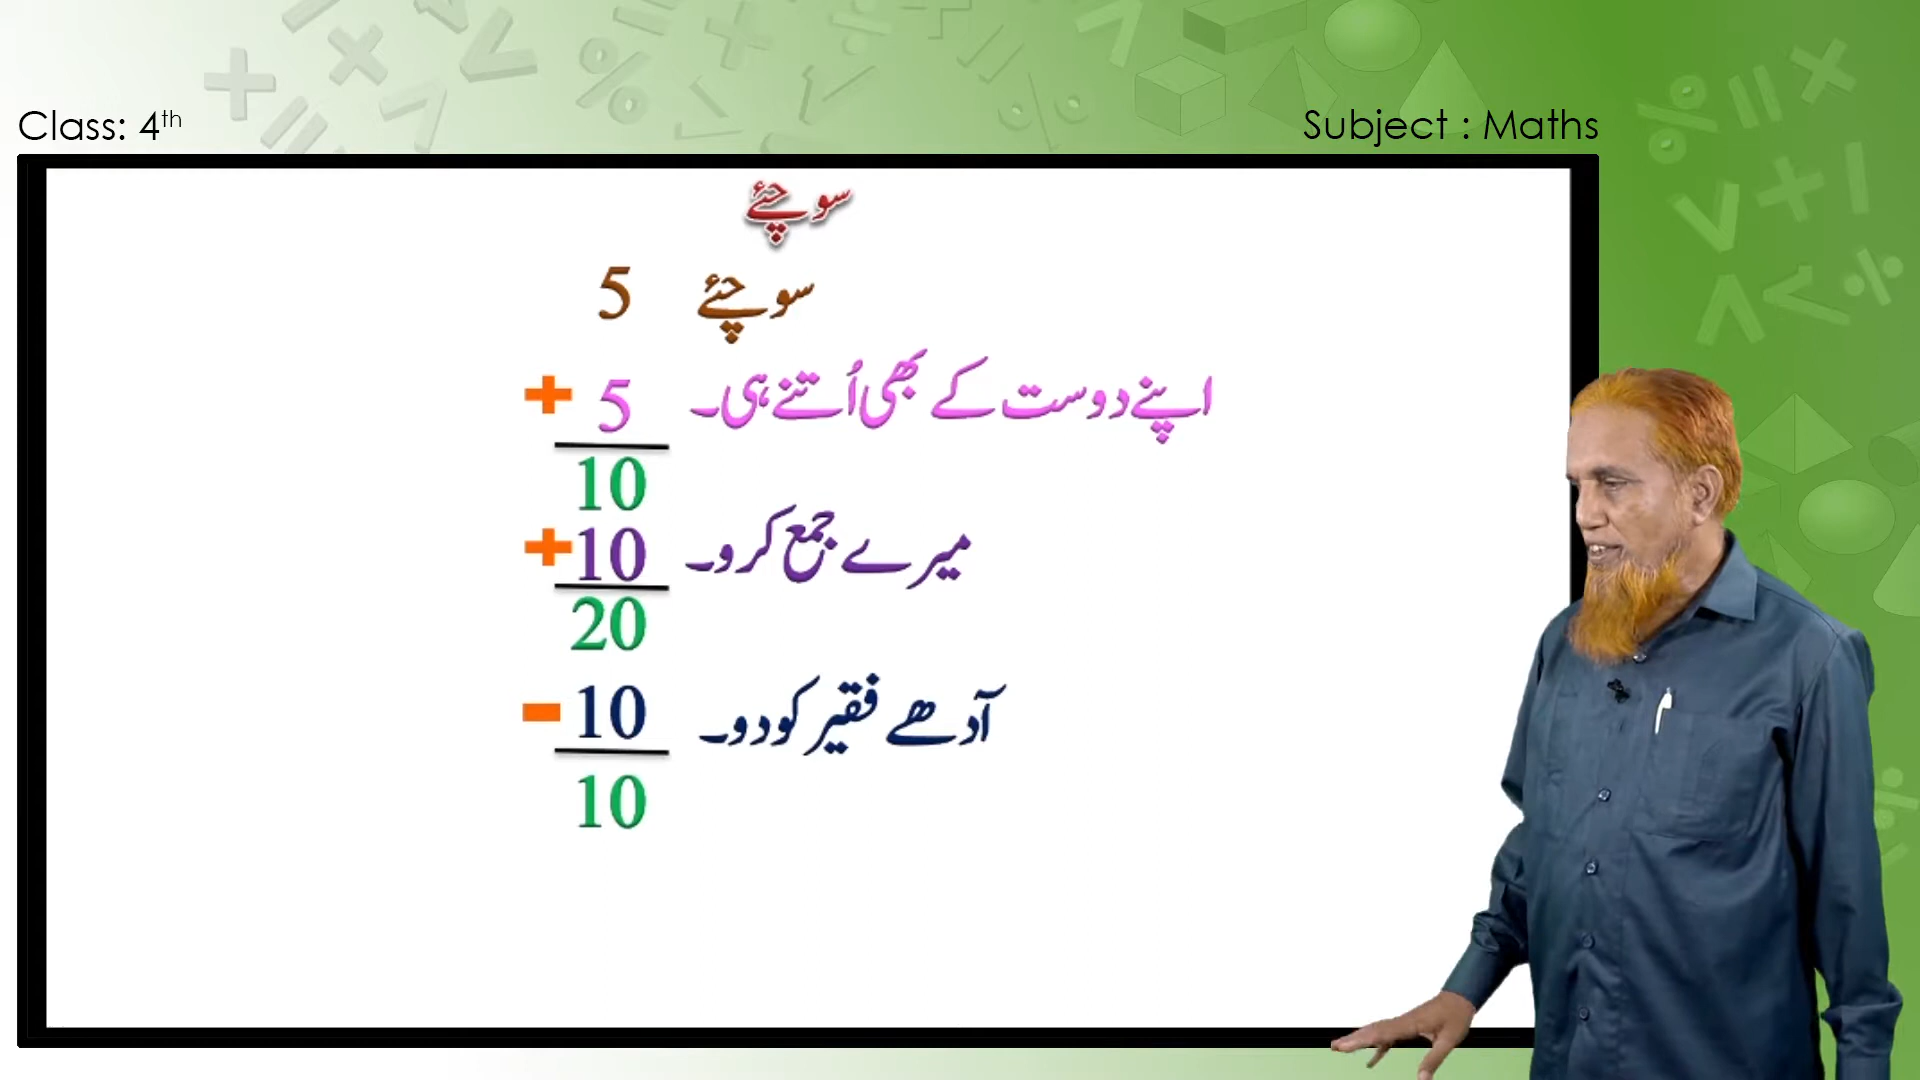 Class: 4th
Subject : Maths
سوچئے
5 سوچئے
+ 5 اپنے دوست کے بھی اُتنے ہی۔
10
+10 میرے جمع کرو۔
20
- 10 آدھے فقیر کو دو۔
10